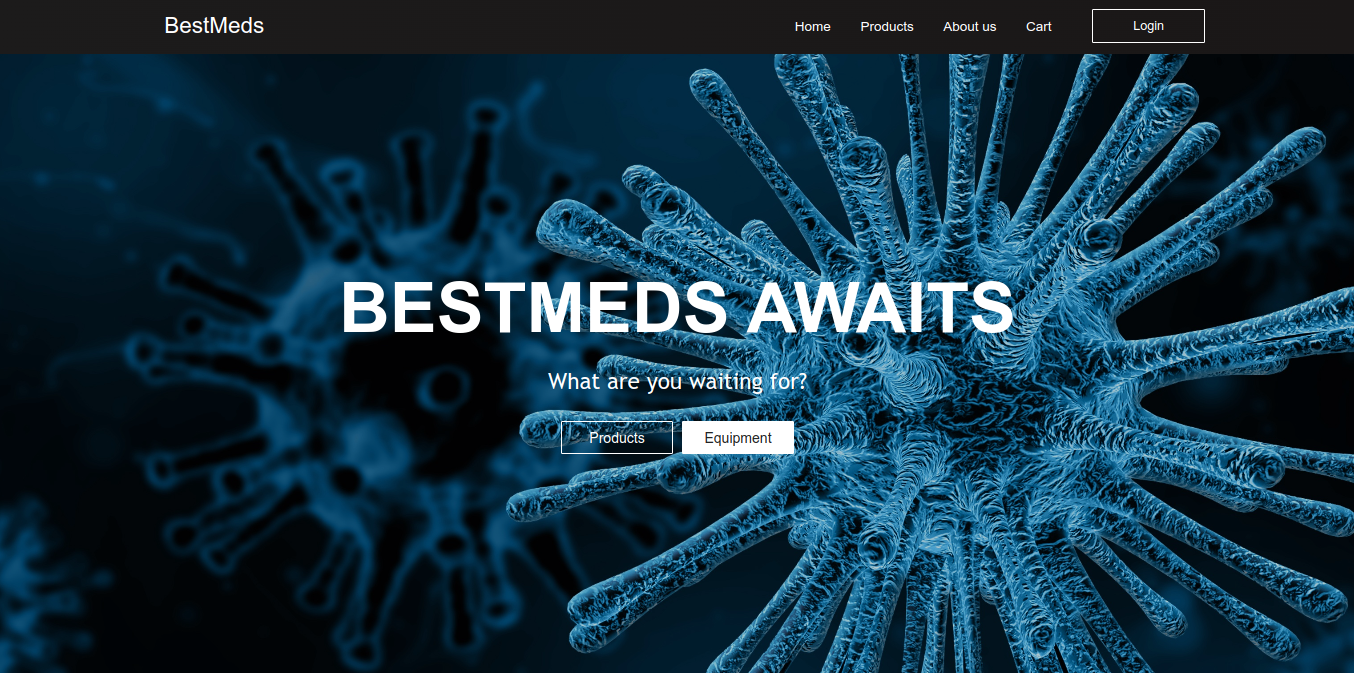 BestMeds
Home Products About us Cart Login
BESTMEDS AWAITS
What are you waiting for?
Products Equipment